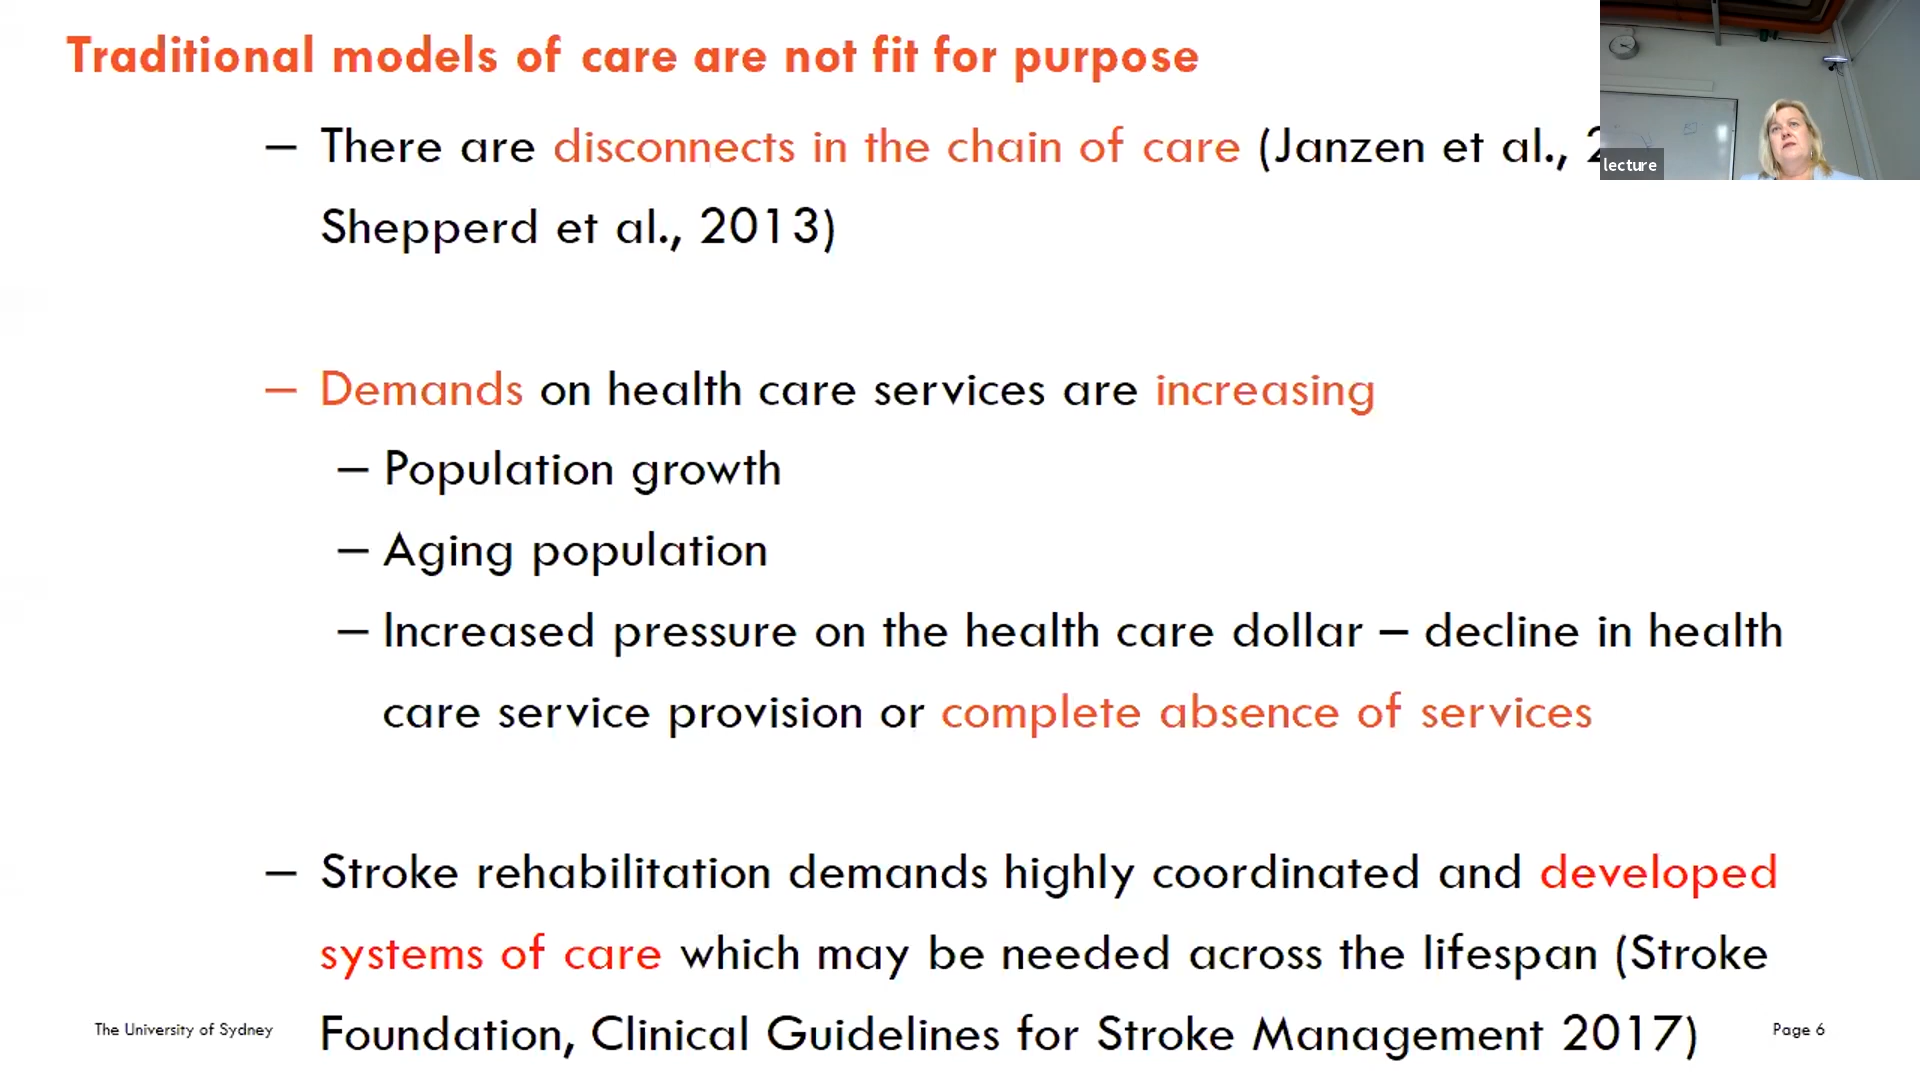 Traditional models of care are not fit for purpose
– There are disconnects in the chain of care (Janzen et al.,
Shepperd et al., 2013)
– Demands on health care services are increasing
– Population growth
– Aging population
– Increased pressure on the health care dollar – decline in health
care service provision or complete absence of services
– Stroke rehabilitation demands highly coordinated and developed
systems of care which may be needed across the lifespan (Stroke
Foundation, Clinical Guidelines for Stroke Management 2017)
The University of Sydney
Page 6
lecture